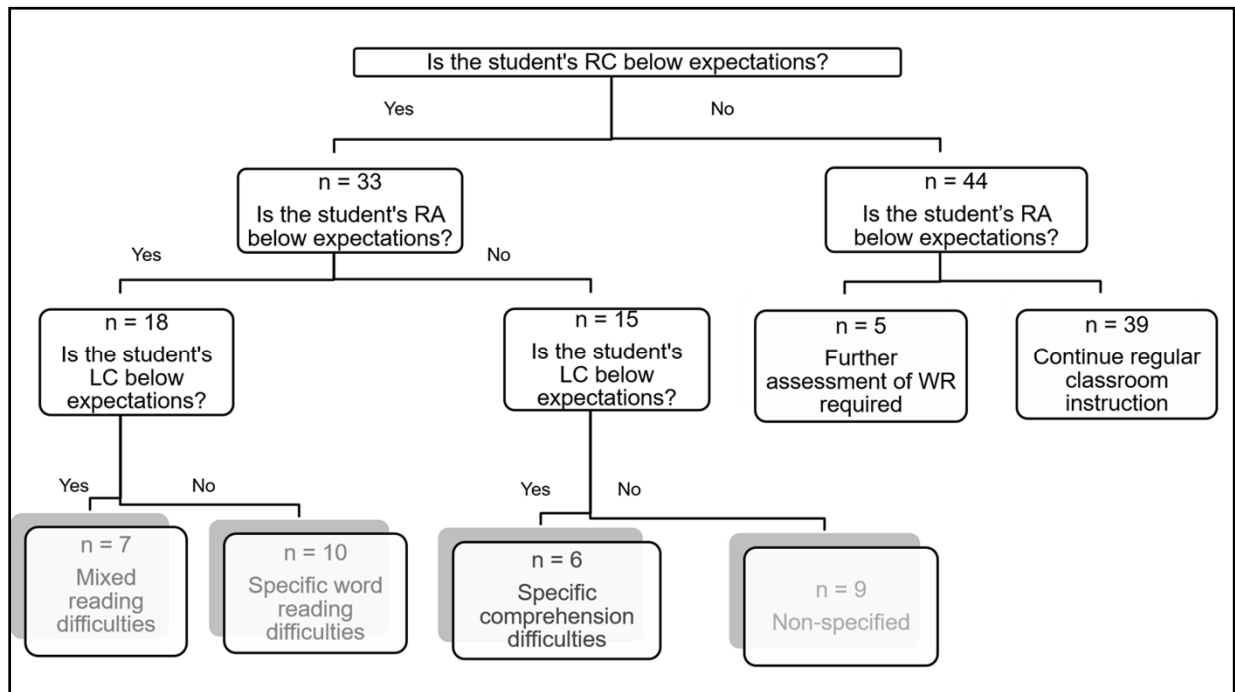 Is the student's RC below expectations?
Yes
No
n = 33
Is the student's RA
below expectations?
n = 44
Is the student’s RA
below expectations?
Yes
No
n = 18
Is the student's
LC below
expectations?
n = 15
Is the student's
LC below
expectations?
n = 5
Further
assessment of WR
required
n = 39
Continue regular
classroom
instruction
Yes
No
Yes
No
n = 7
Mixed
reading
difficulties
n = 10
Specific word
reading
difficulties
n = 6
Specific
comprehension
difficulties
n = 9
Non-specified